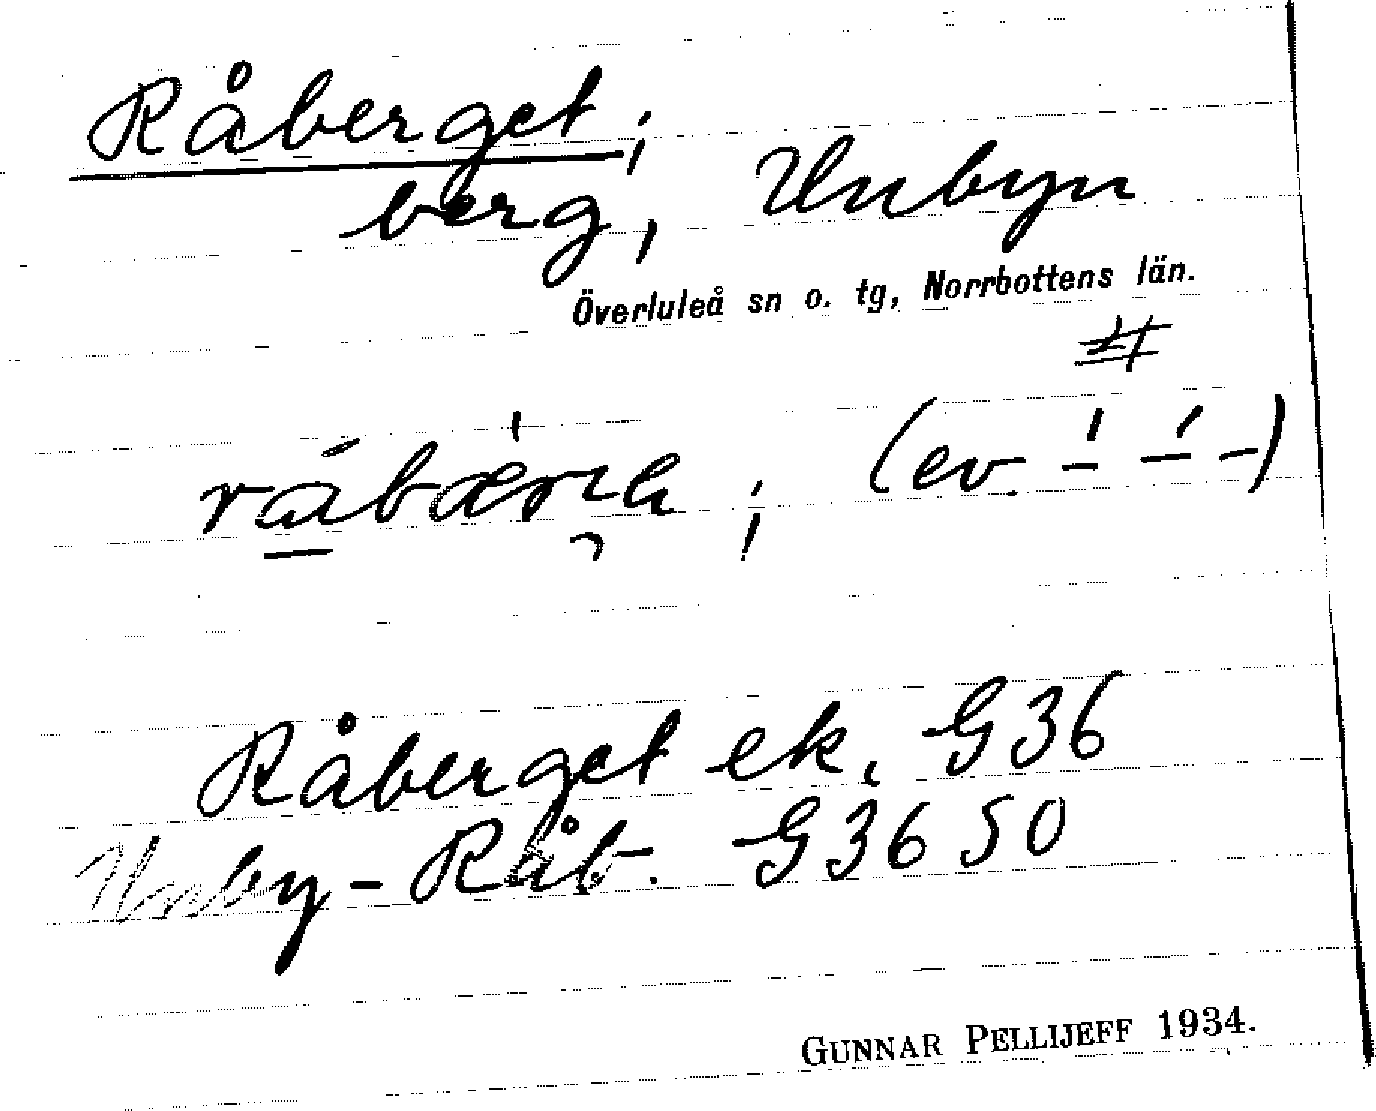 Råberget;
berg, Unbyn
Överluleå sn o. tg, Norrbottens län.
(ev.
Råberget ek. G36
Unby-Råb. G36 50
GUNNAR PELLIJEFF 1934.